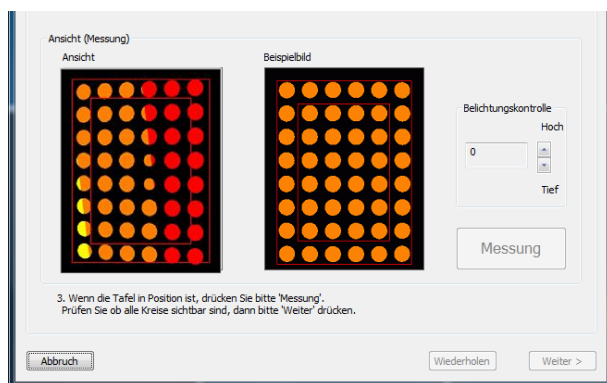 Ansicht (Messung)
Ansicht
Beispielbild
Belichtungskontrolle
Hoch
0
Tief
Messung
3. Wenn die Tafel in Position ist, drücken Sie bitte 'Messung'.
Prüfen Sie ob alle Kreise sichtbar sind, dann bitte 'Weiter' drücken.
Abbruch
Wiederholen
Weiter >